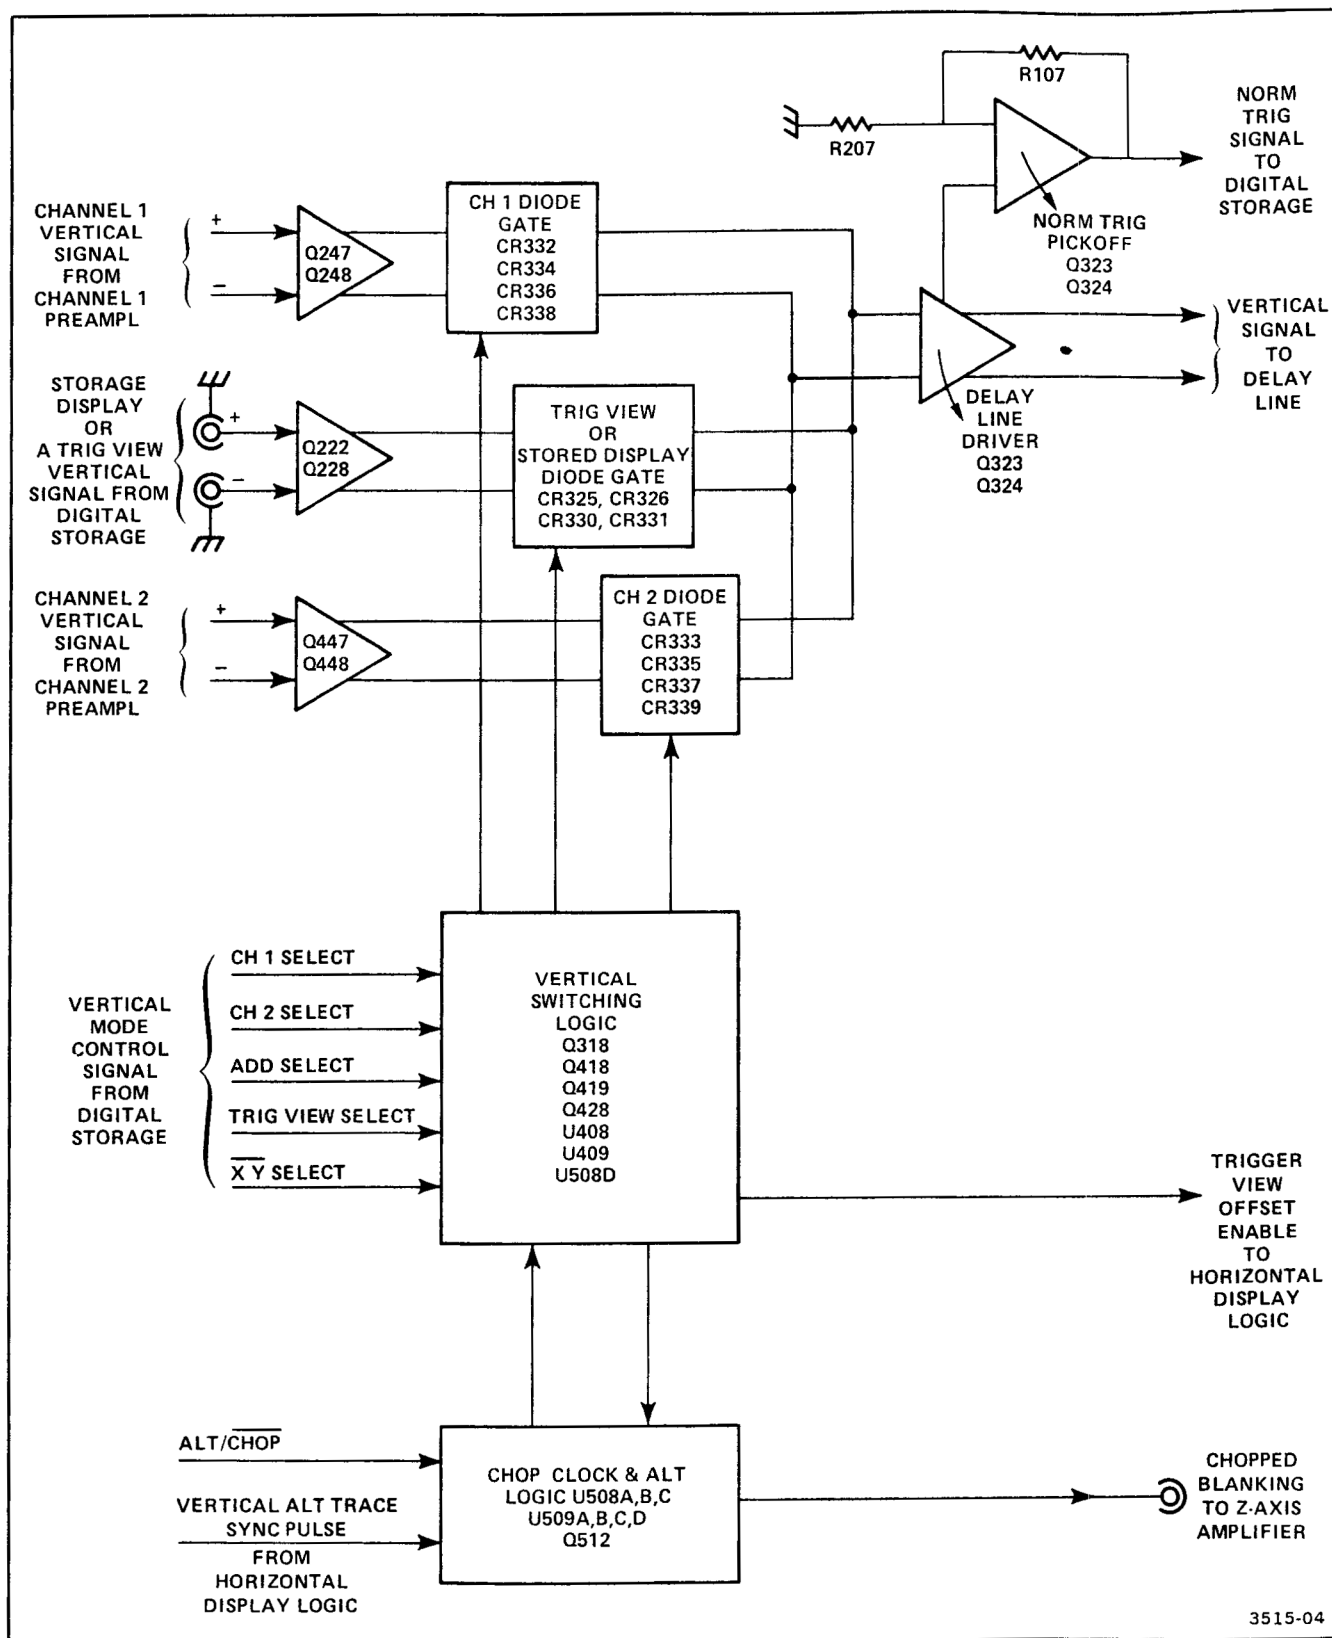 R107
R207
NORM
TRIG
SIGNAL
TO
DIGITAL
STORAGE
NORM TRIG
PICKOFF
Q323
Q324
CHANNEL 1
VERTICAL
SIGNAL
FROM
CHANNEL 1
PREAMPL
+
−
Q247
Q248
CH 1 DIODE
GATE
CR332
CR334
CR336
CR338
VERTICAL
SIGNAL
TO
DELAY
LINE
DELAY
LINE
DRIVER
Q323
Q324
STORAGE
DISPLAY
OR
A TRIG VIEW
VERTICAL
SIGNAL FROM
DIGITAL
STORAGE
+
−
Q222
Q228
TRIG VIEW
OR
STORED DISPLAY
DIODE GATE
CR325, CR326
CR330, CR331
CHANNEL 2
VERTICAL
SIGNAL
FROM
CHANNEL 2
PREAMPL
+
−
Q447
Q448
CH 2 DIODE
GATE
CR333
CR335
CR337
CR339
VERTICAL
MODE
CONTROL
SIGNAL
FROM
DIGITAL
STORAGE
CH 1 SELECT
CH 2 SELECT
ADD SELECT
TRIG VIEW SELECT
X̅ Y̅ SELECT
VERTICAL
SWITCHING
LOGIC
Q318
Q418
Q419
Q428
U408
U409
U508D
TRIGGER
VIEW
OFFSET
ENABLE
TO
HORIZONTAL
DISPLAY
LOGIC
ALT/C̅H̅O̅P̅
VERTICAL ALT TRACE
SYNC PULSE
FROM
HORIZONTAL
DISPLAY LOGIC
CHOP CLOCK & ALT
LOGIC U508A,B,C
U509A,B,C,D
Q512
CHOPPED
BLANKING
TO Z-AXIS
AMPLIFIER
3515-04